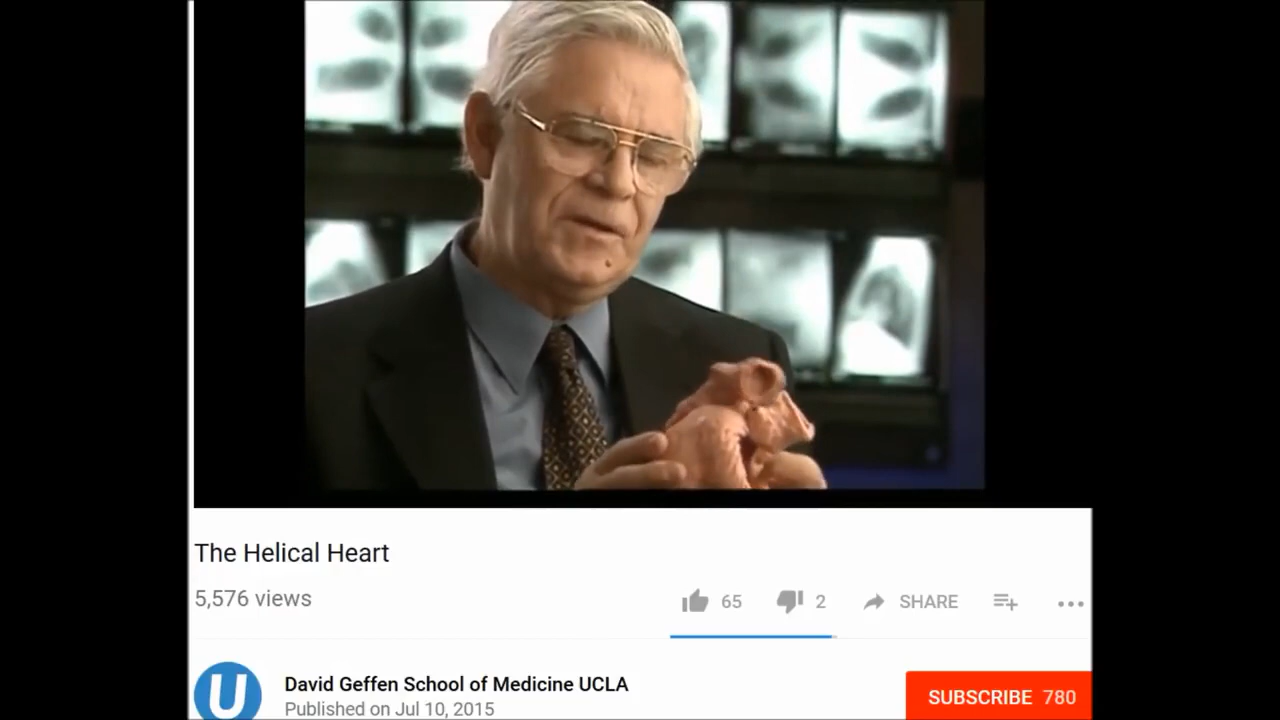 The Helical Heart
5,576 views
65 2 SHARE
U
David Geffen School of Medicine UCLA
Published on Jul 10, 2015
SUBSCRIBE 780